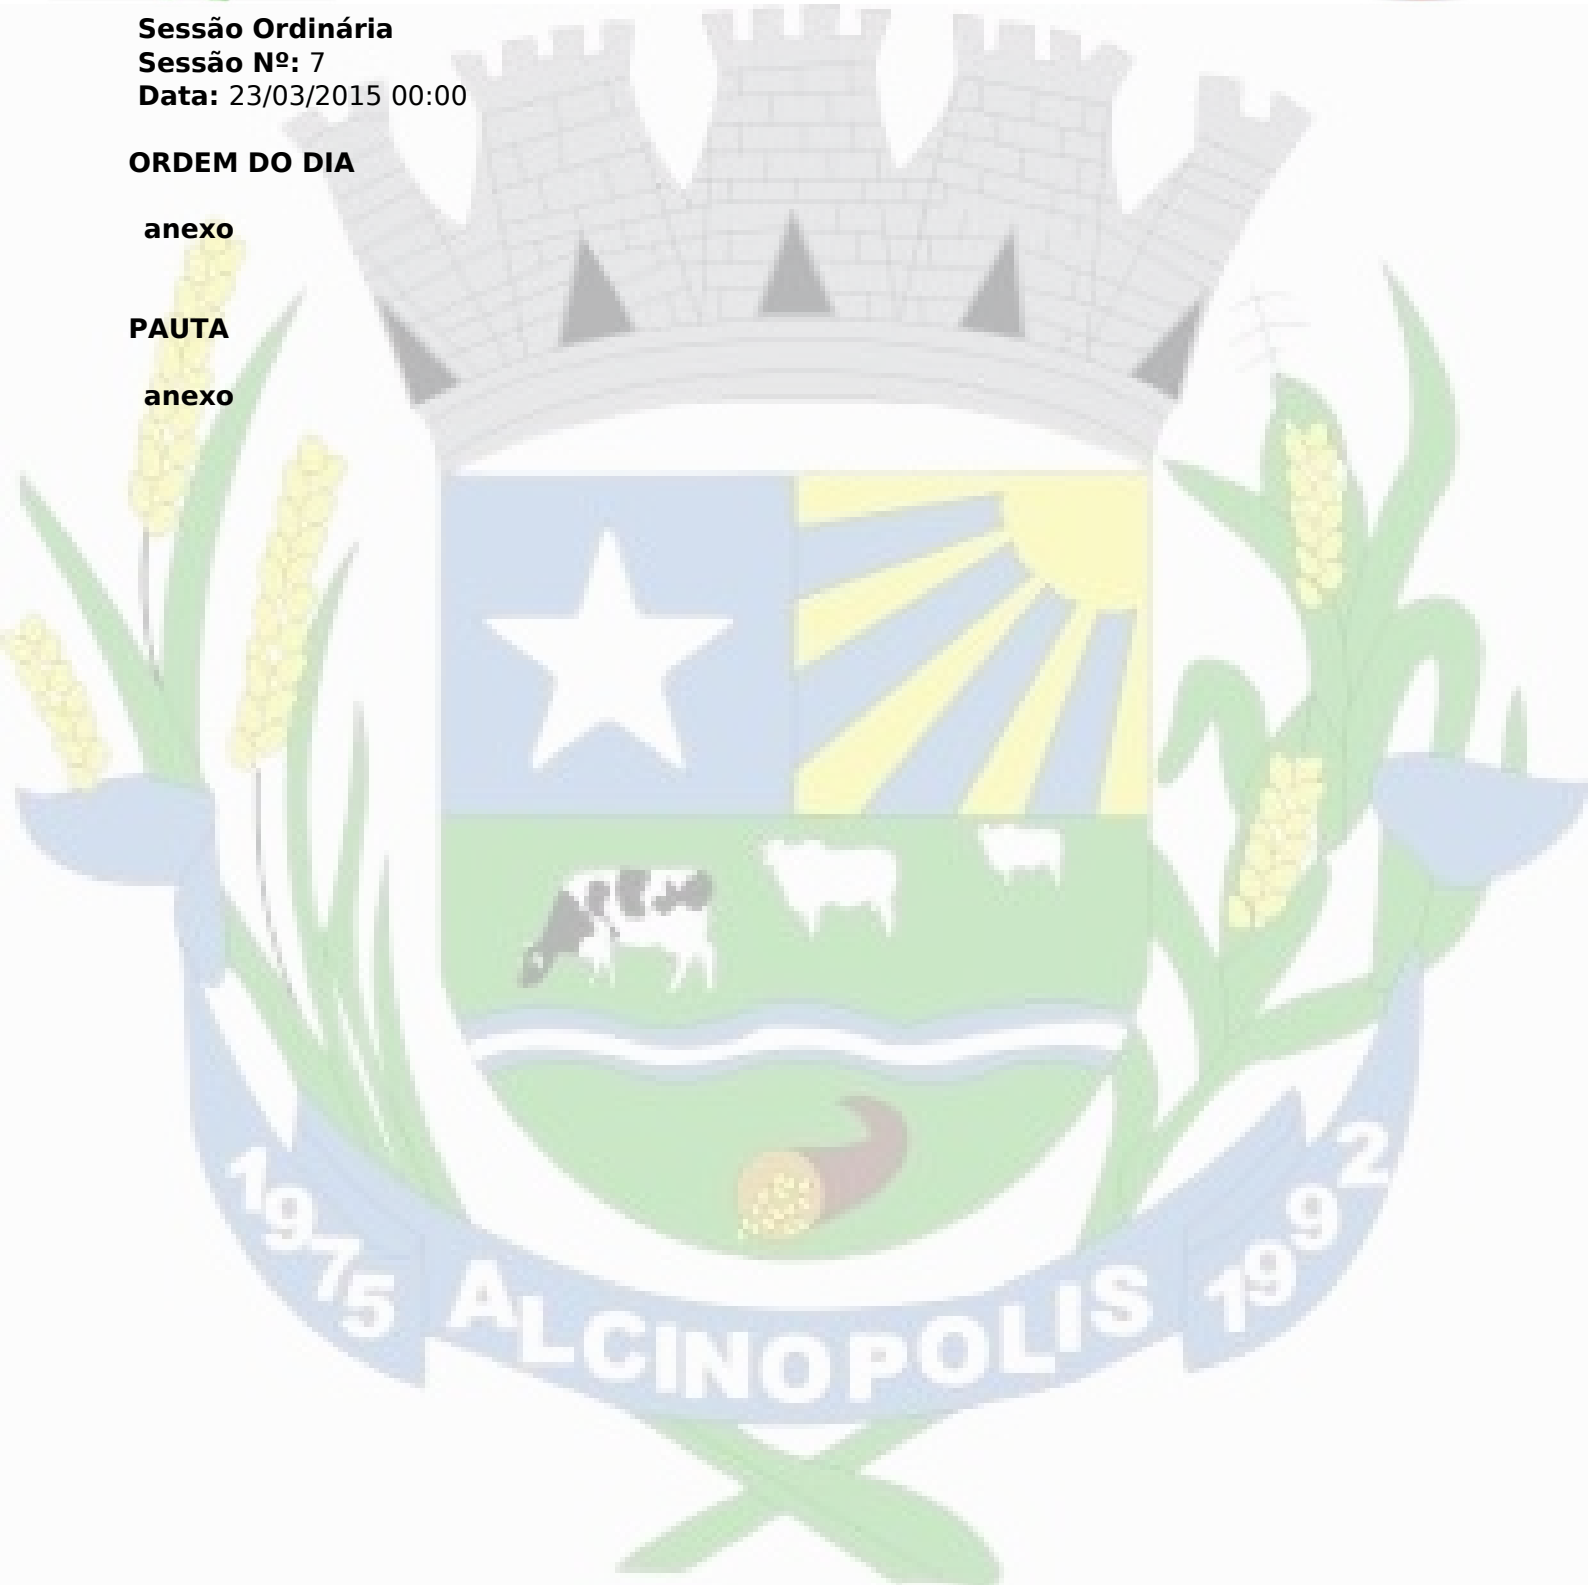 Sessão Ordinária
Sessão Nº: 7
Data: 23/03/2015 00:00
ORDEM DO DIA
anexo
PAUTA
anexo
1975 ALCINOPOLIS 1992